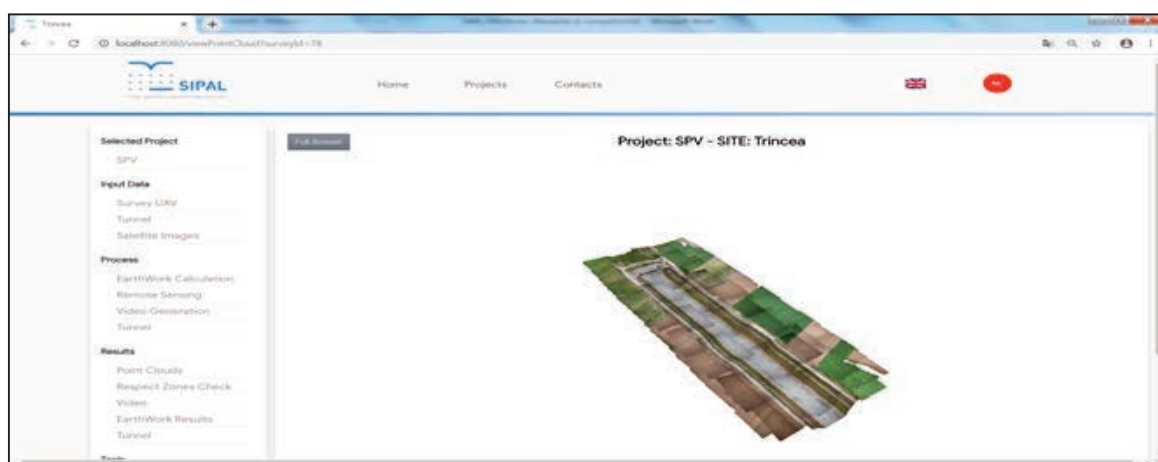 Trincea
localhost:8080/viewPointCloud?surveyId=78
SIPAL
Home
Projects
Contacts
Selected Project
SPV
Input Data
Survey UAV
Tunnel
Satellite Images
Process
EarthWork Calculation
Remote Sensing
Video Generation
Tunnel
Results
Point Clouds
Respect Zones Check
Video
EarthWork Results
Tunnel
Full Screen
Project: SPV - SITE: Trincea